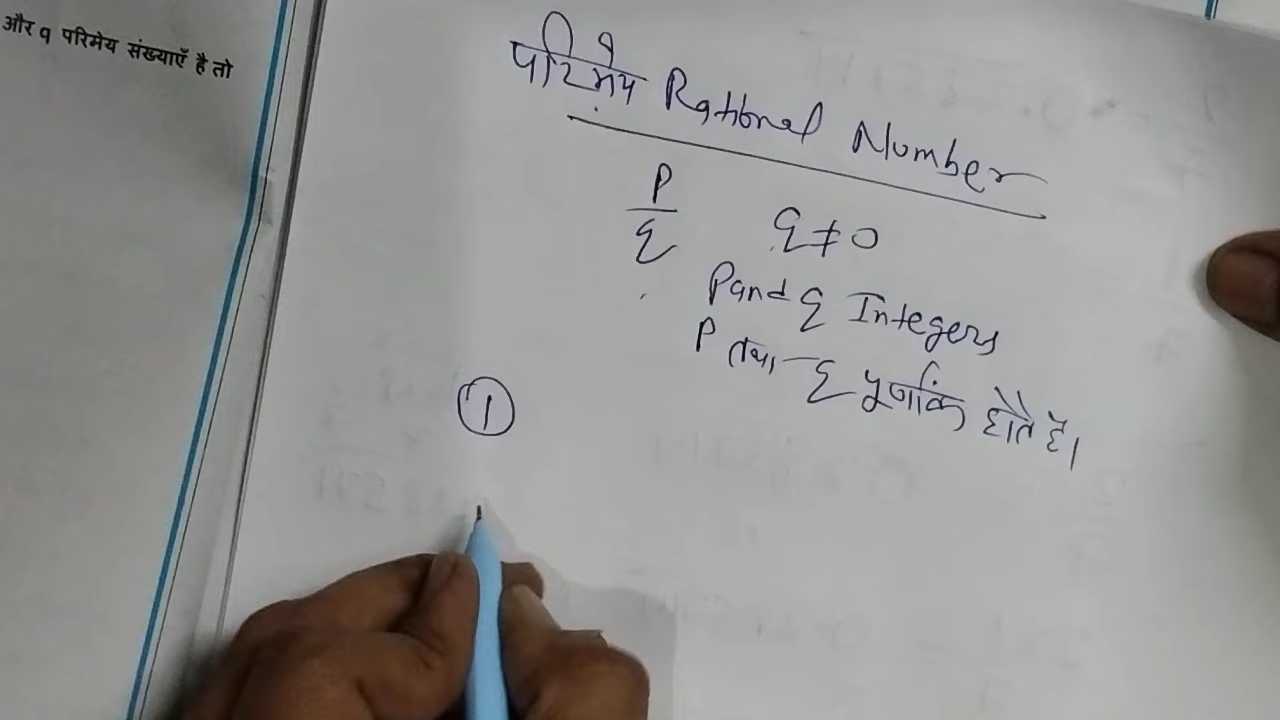 और q परिमेय संख्याएँ है तो
परिमेय Rational Number
P
q
q ≠ 0
P and q Integers
P तथा q पूर्णांक होते है।
1